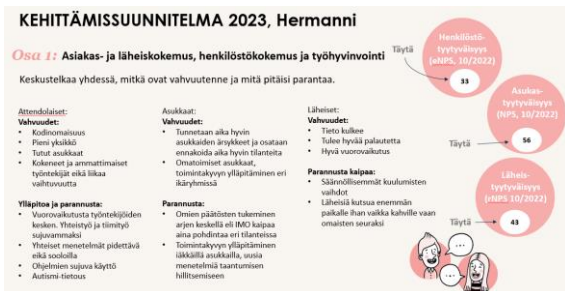 KEHITTÄMISSUUNNITELMA 2023, Hermanni
Osa 1: Asiakas- ja läheiskokemus, henkilöstökokemus ja työhyvinvointi
Keskustelkaa yhdessä, mitkä ovat vahvuutenne ja mitä pitäisi parantaa.
Täytä
Henkilöstö-
tyytyväisyys
(eNPS, 10/2022)
33
Asukas-
tyytyväisyys
(NPS, 10/2022)
Täytä
56
Läheis-
tyytyväisyys
(rNPS 10/2022)
Täytä
43
Attendolaiset:
Vahvuudet:
• Kodinomaisuus
• Pieni yksikkö
• Tutut asukkaat
• Kokeneet ja ammattimaiset
työntekijät eikä liikaa
vaihtuvuutta
Ylläpitoa ja parannusta:
• Vuorovaikutusta työntekijöiden
kesken. Yhteistyö ja tiimityö
sujuvammaksi
• Yhteiset menetelmät pidettävä
eikä sooloilla
• Ohjelmien sujuva käyttö
• Autismi-tietous
Asukkaat:
Vahvuudet:
• Tunnetaan aika hyvin
asukkaiden ärsykkeet ja osataan
ennakoida aika hyvin tilanteita
• Omatoimiset asukkaat,
toimintakyvyn ylläpitäminen eri
ikäryhmissä
Parannusta:
• Omien päätösten tukeminen
arjen keskellä eli IMO kaipaa
aina pohdintaa eri tilanteissa
• Toimintakyvyn ylläpitäminen
iäkkäillä asukkailla, uusia
menetelmiä taantumisen
hillitsemiseen
Läheiset:
Vahvuudet:
• Tieto kulkee
• Tulee hyvää palautetta
• Hyvä vuorovaikutus
Parannusta kaipaa:
• Säännöllisemmät kuulumisten
vaihdot
• Läheisiä kutsua enemmän
paikalle ihan vaikka kahville vaan
omaisten seuraksi